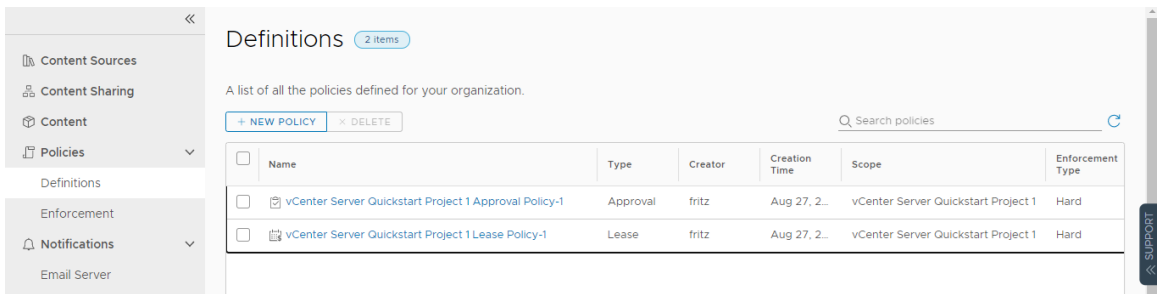 Content Sources
Content Sharing
Content
Policies
Definitions
Enforcement
Notifications
Email Server
Definitions 2 items
A list of all the policies defined for your organization.
+ NEW POLICY × DELETE Search policies
Name Type Creator Creation Time Scope Enforcement Type
vCenter Server Quickstart Project 1 Approval Policy-1 Approval fritz Aug 27, 2... vCenter Server Quickstart Project 1 Hard
vCenter Server Quickstart Project 1 Lease Policy-1 Lease fritz Aug 27, 2... vCenter Server Quickstart Project 1 Hard
SUPPORT